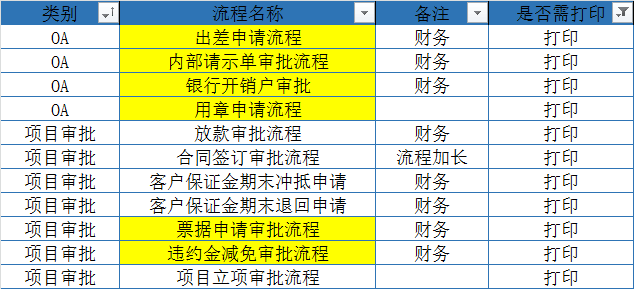 类别 流程名称 备注 是否需打印
OA 出差申请流程 财务 打印
OA 内部请示单审批流程 财务 打印
OA 银行开销户审批 财务 打印
OA 用章申请流程 打印
项目审批 放款审批流程 财务 打印
项目审批 合同签订审批流程 流程加长 打印
项目审批 客户保证金期末冲抵申请 财务 打印
项目审批 客户保证金期末退回申请 财务 打印
项目审批 票据申请审批流程 财务 打印
项目审批 违约金减免审批流程 财务 打印
项目审批 项目立项审批流程 打印